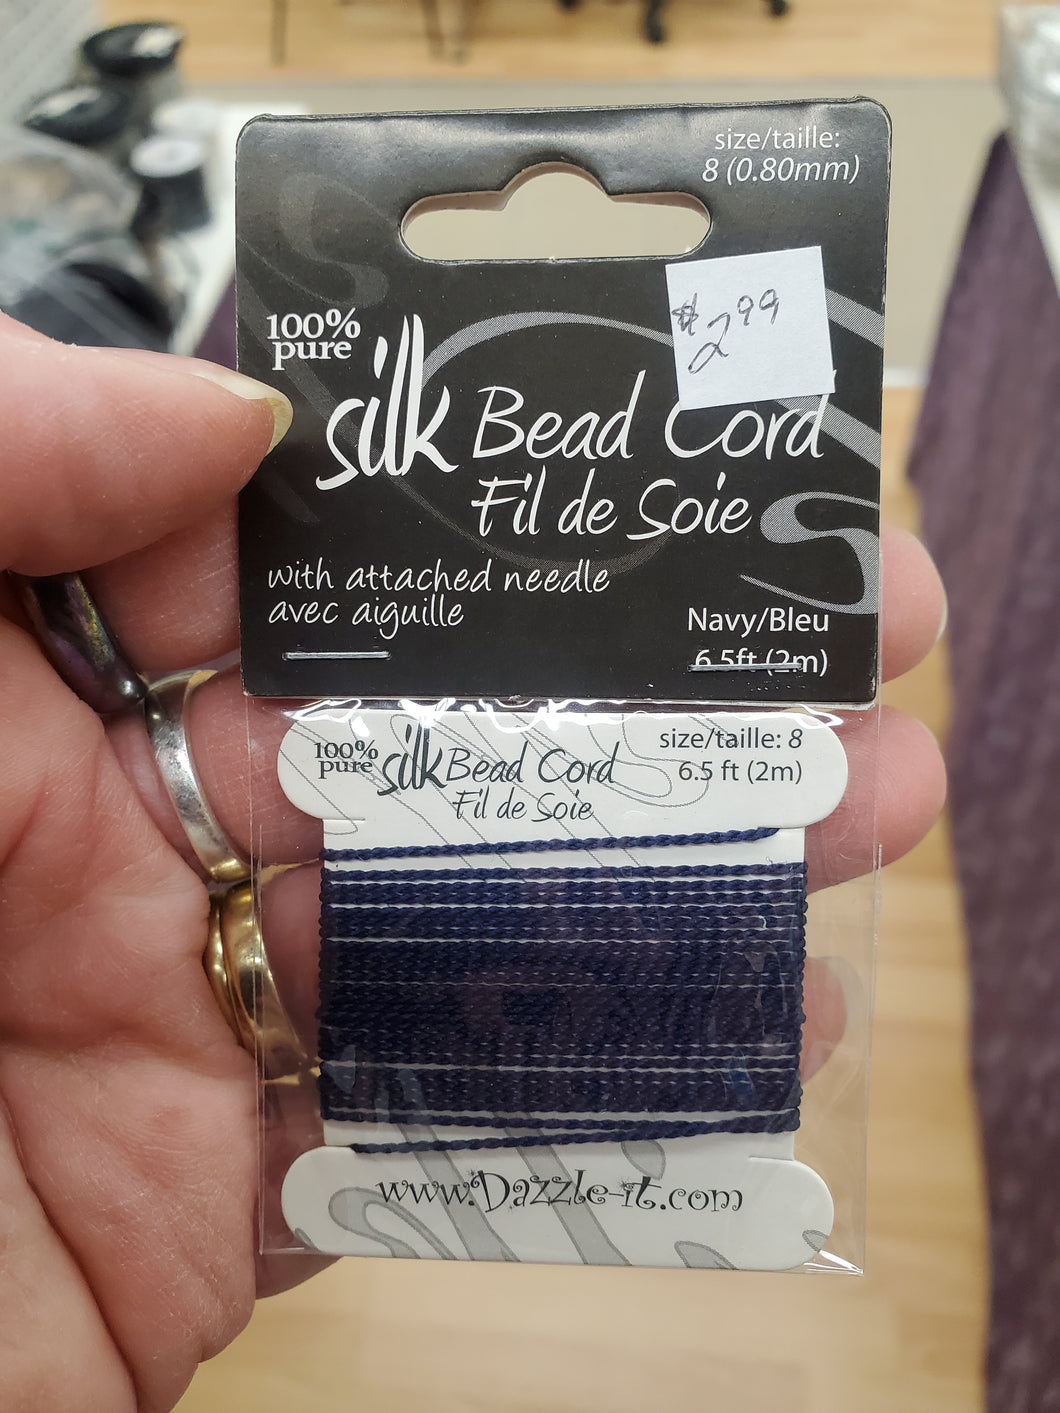 size/taille:
8 (0.80mm)
$2.99
100%
pure
silk Bead Cord
Fil de Soie
with attached needle
avec aiguille
Navy/Bleu
6.5ft (2m)
100%
pure silk Bead Cord
Fil de Soie
size/taille: 8
6.5 ft (2m)
www.Dazzle-it.com